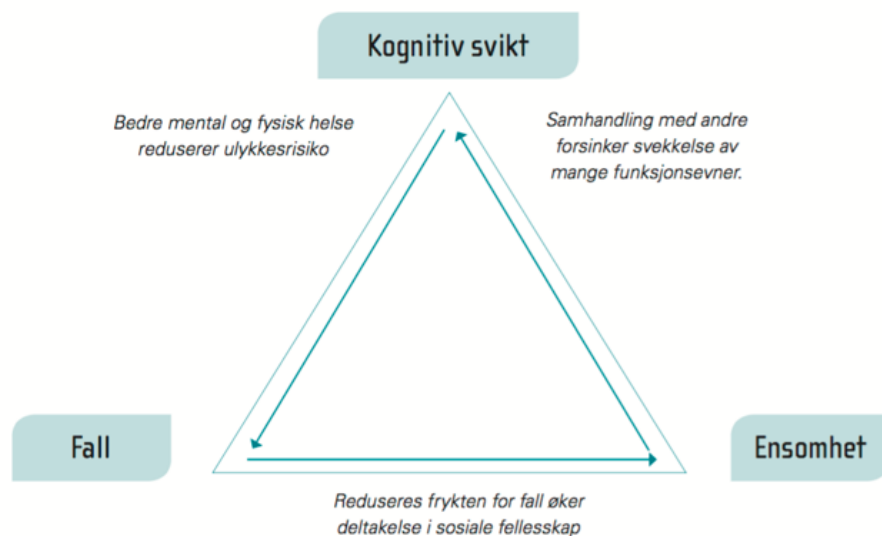 Kognitiv svikt
Bedre mental og fysisk helse
reduserer ulykkesrisiko
Samhandling med andre
forsinker svekkelse av
mange funksjonsevner.
Fall
Ensomhet
Reduseres frykten for fall øker
deltakelse i sosiale fellesskap